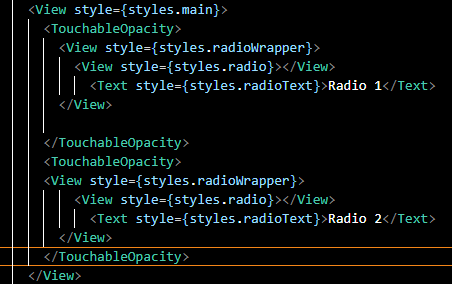 <View style={styles.main}>
<TouchableOpacity>
<View style={styles.radioWrapper}>
<View style={styles.radio}></View>
<Text style={styles.radioText}>Radio 1</Text>
</View>
</TouchableOpacity>
<TouchableOpacity>
<View style={styles.radioWrapper}>
<View style={styles.radio}></View>
<Text style={styles.radioText}>Radio 2</Text>
</View>
</TouchableOpacity>
</View>